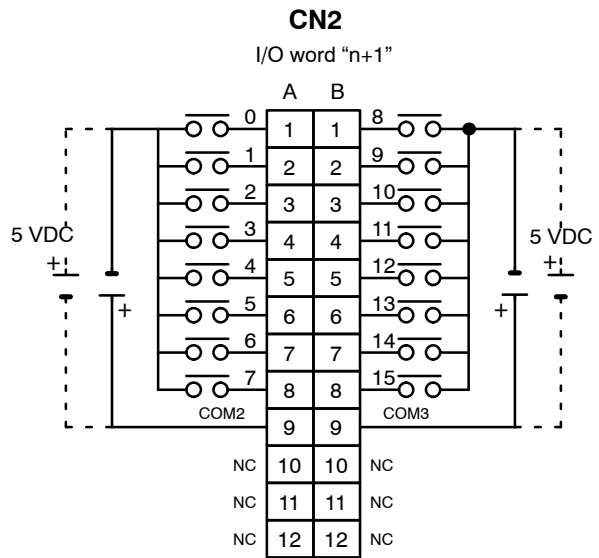 CN2
I/O word “n+1”
A B
0 1 1 8
1 2 2 9
2 3 3 10
3 4 4 11
4 5 5 12
5 6 6 13
6 7 7 14
7 8 8 15
5 VDC
+
+
5 VDC
+
+
COM2 9 9 COM3
NC 10 10 NC
NC 11 11 NC
NC 12 12 NC